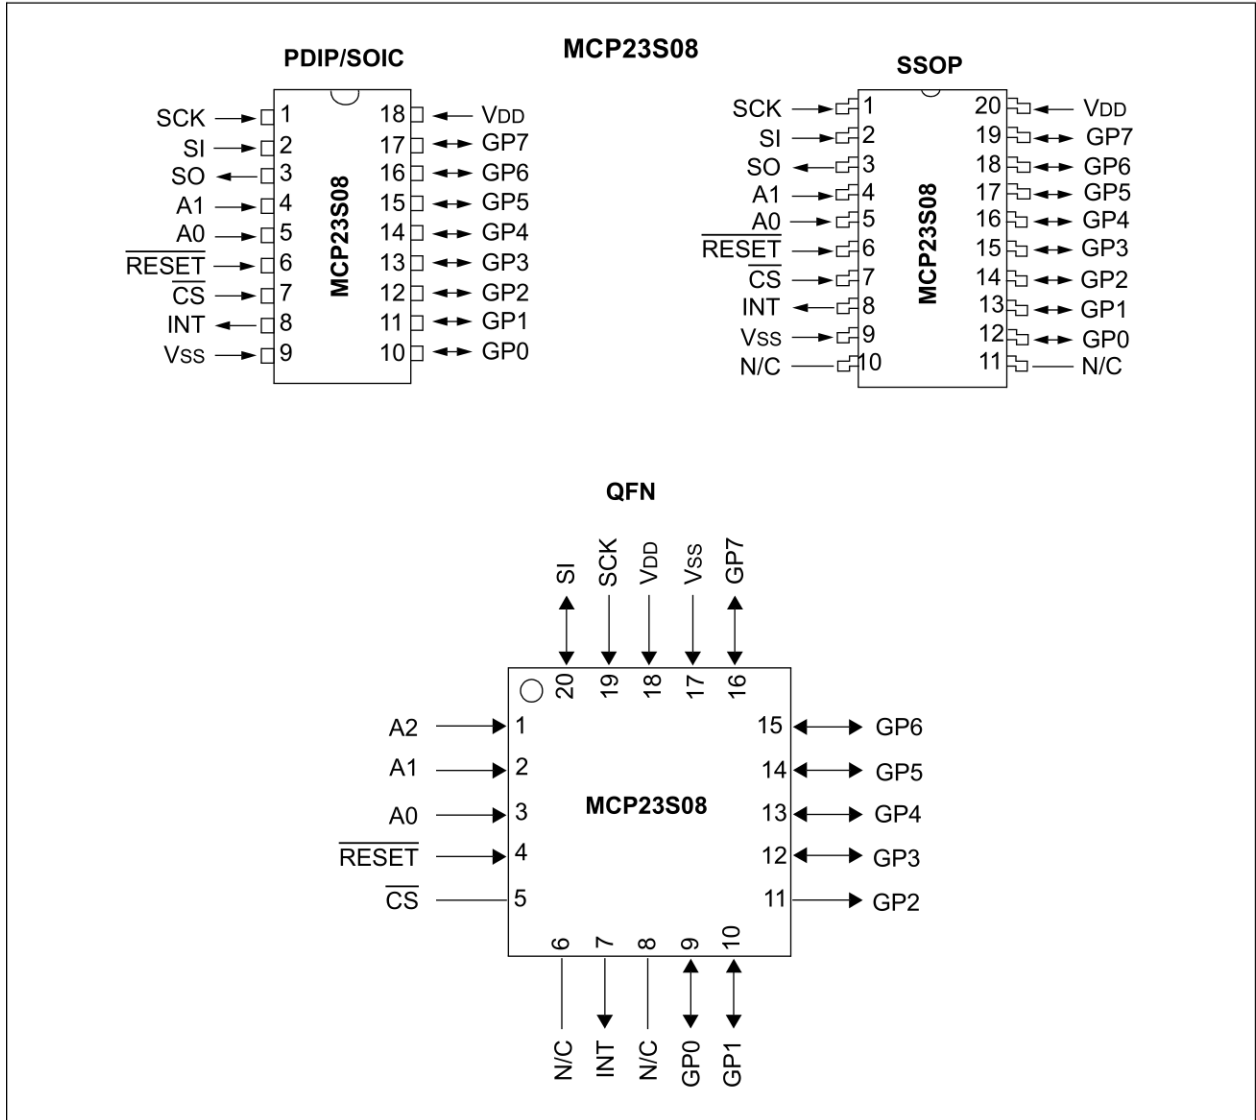 MCP23S08
PDIP/SOIC
SCK 1 18 VDD
SI 2 17 GP7
SO 3 16 GP6
A1 4 15 GP5
A0 5 14 GP4
RESET 6 13 GP3
CS 7 12 GP2
INT 8 11 GP1
VSS 9 10 GP0
MCP23S08
SSOP
SCK 1 20 VDD
SI 2 19 GP7
SO 3 18 GP6
A1 4 17 GP5
A0 5 16 GP4
RESET 6 15 GP3
CS 7 14 GP2
INT 8 13 GP1
VSS 9 12 GP0
N/C 10 11 N/C
MCP23S08
QFN
SI SCK VDD VSS GP7
20 19 18 17 16
A2 1 15 GP6
A1 2 14 GP5
A0 3 13 GP4
MCP23S08
RESET 4 12 GP3
CS 5 11 GP2
6 7 8 9 10
N/C INT N/C GP0 GP1